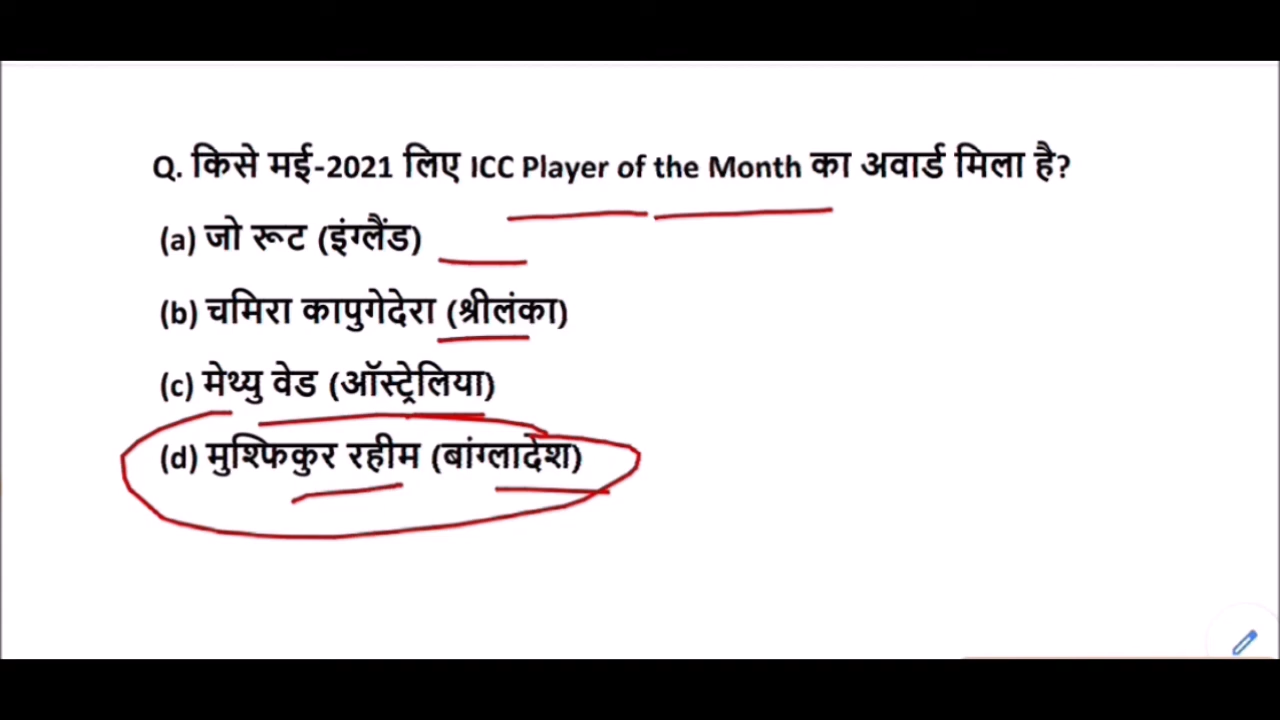 Q. किसे मई-2021 लिए ICC Player of the Month का अवार्ड मिला है?
(a) जो रूट (इंग्लैंड)
(b) चमिरा कापुगेदेरा (श्रीलंका)
(c) मेथ्यु वेड (ऑस्ट्रेलिया)
(d) मुश्फिकुर रहीम (बांग्लादेश)